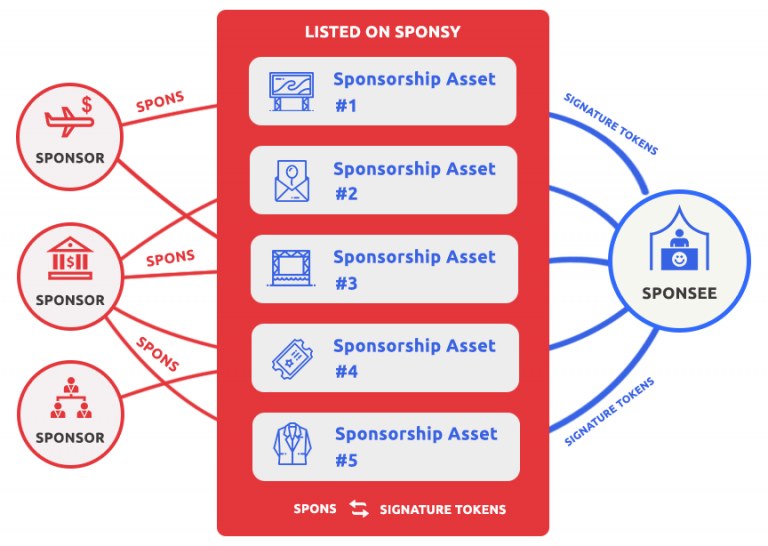 LISTED ON SPONSY
SPONS
$
SPONSOR
Sponsorship Asset
#1
SIGNATURE TOKENS
Sponsorship Asset
#2
$
SPONSOR
SPONS
Sponsorship Asset
#3
SPONSEE
SPONS
Sponsorship Asset
#4
SPONSOR
Sponsorship Asset
#5
SIGNATURE TOKENS
SPONS
SIGNATURE TOKENS